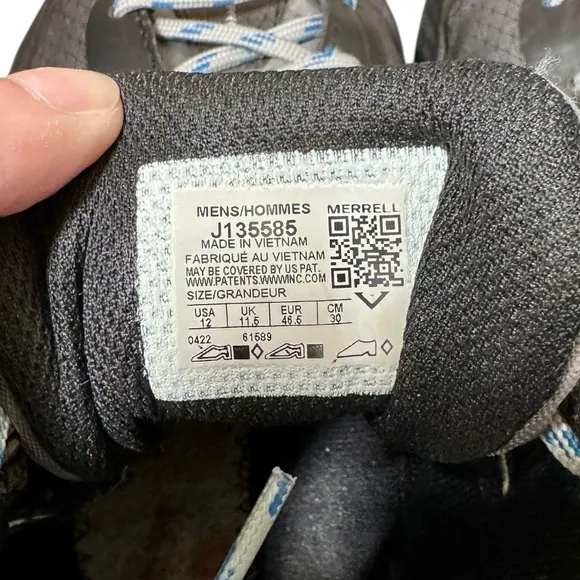 MENS/HOMMES MERRELL
J135585
MADE IN VIETNAM
FABRIQUÉ AU VIETNAM
MAY BE COVERED BY US PAT.
WWW.PATENTS.WWWINC.COM
SIZE/GRANDEUR
USA UK EUR CM
12 11.5 46.5 30
0422 61589